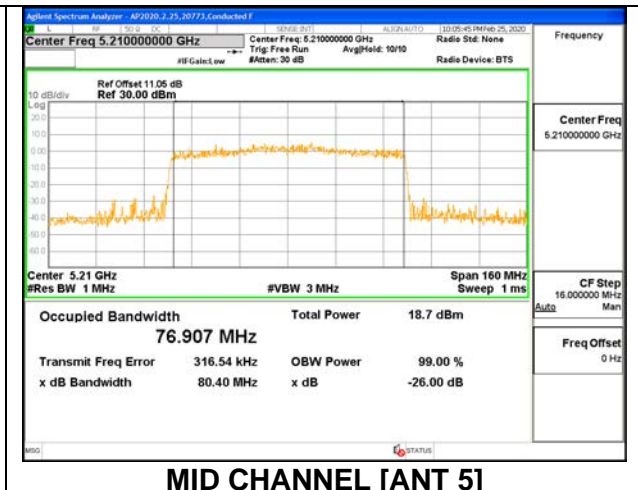 Agilent Spectrum Analyzer - AP2020.2.25,20773,Conducted F
L RF 50 Ω DC SENSE:INT ALIGN AUTO 10:05:45 PM Feb 25, 2020
Center Freq 5.210000000 GHz
Center Freq: 5.210000000 GHz
Radio Std: None
Trig: Free Run Avg|Hold: 10/10
#IFGain:Low #Atten: 30 dB Radio Device: BTS
Frequency
Ref Offset 11.05 dB
10 dB/div Ref 30.00 dBm
Log
20.0
10.0
0.00
-10.0
-20.0
-30.0
-40.0
-50.0
-60.0
Center Freq
5.210000000 GHz
Center 5.21 GHz Span 160 MHz
#Res BW 1 MHz #VBW 3 MHz Sweep 1 ms
CF Step
16.000000 MHz
Auto Man
Occupied Bandwidth Total Power 18.7 dBm
76.907 MHz
Transmit Freq Error 316.54 kHz OBW Power 99.00 %
x dB Bandwidth 80.40 MHz x dB -26.00 dB
Freq Offset
0 Hz
MSG STATUS
MID CHANNEL [ANT 5]